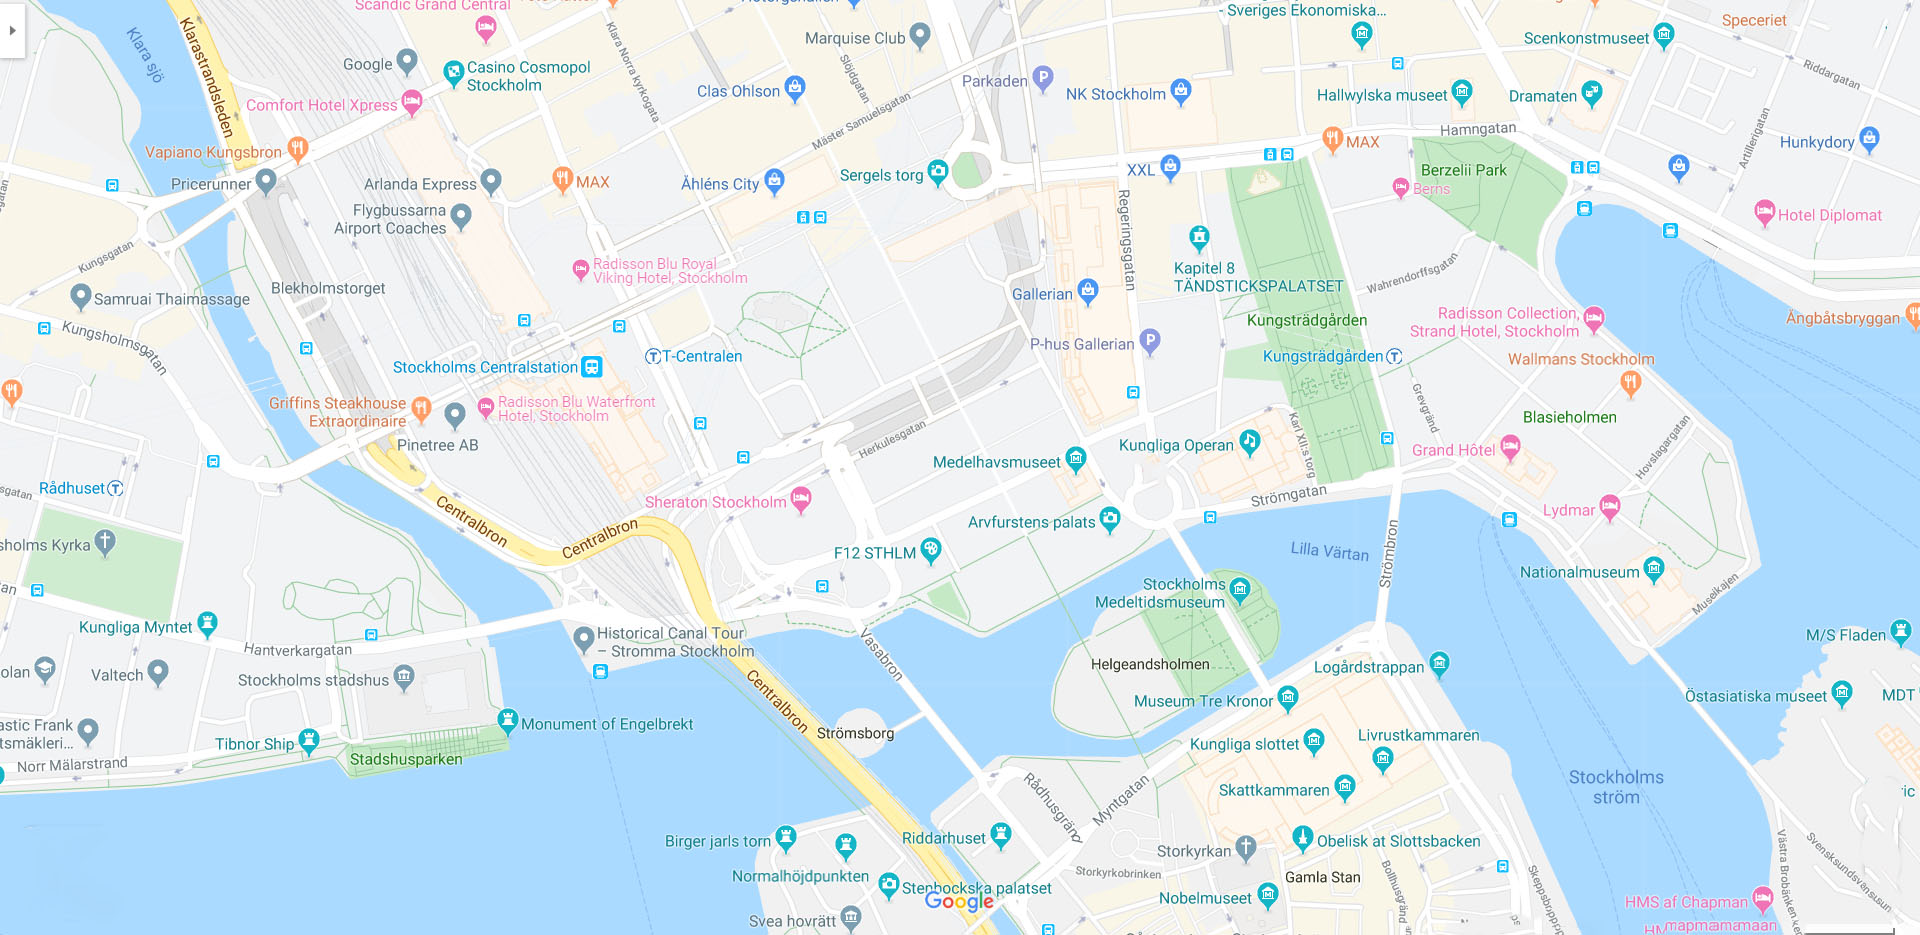 Scandic Grand Central
- Sveriges Ekonomiska...
Speceriet
Marquise Club
Scenkonstmuseet
Klara sjö
Klarastrandsleden
Google
Casino Cosmopol
Stockholm
Klara Norra kyrkogata
Slöjdgatan
Parkaden
Riddargatan
Comfort Hotel Xpress
Clas Ohlson
NK Stockholm
Hallwylska museet
Dramaten
Mäster Samuelsgatan
Hamngatan
Artillerigatan
Hunkydory
Vapiano Kungsbron
MAX
Pricerunner
Arlanda Express
MAX
Åhléns City
Sergels torg
XXL
Berzelii Park
Berns
Flygbussarna
Airport Coaches
Regeringsgatan
Hotel Diplomat
Kungsgatan
Radisson Blu Royal
Viking Hotel, Stockholm
Kapitel 8
TÄNDSTICKSPALATSET
Wahrendorffsgatan
Blekholmstorget
Samruai Thaimassage
Gallerian
Kungsträdgården
Radisson Collection,
Strand Hotel, Stockholm
Ångbåtsbryggan
Kungsholmsgatan
P-hus Gallerian
T-Centralen
Kungsträdgården
Wallmans Stockholm
Stockholms Centralstation
Griffins Steakhouse
Extraordinaire
Radisson Blu Waterfront
Hotel, Stockholm
Grevgränd
Blasieholmen
Pinetree AB
Herkulesgatan
Karl XII:s torg
Kungliga Operan
Medelhavsmuseet
Grand Hôtel
Hovslagargatan
Rådhuset
sgatan
Sheraton Stockholm
Strömgatan
Lydmar
Centralbron
Centralbron
Arvfurstens palats
Strömbron
sholms Kyrka
F12 STHLM
Lilla Värtan
Nationalmuseum
Stockholms
Medeltidsmuseum
Museikajen
an
Kungliga Myntet
Historical Canal Tour
– Stromma Stockholm
Hantverkargatan
Vasabron
M/S Fladen
olan
Valtech
Stockholms stadshus
Helgeandsholmen
Logårdstrappan
Östasiatiska museet
MDT
Museum Tre Kronor
Centralbron
astic Frank
tsmäkleri...
Monument of Engelbrekt
Tibnor Ship
Strömsborg
Kungliga slottet
Livrustkammaren
Norr Mälarstrand
Stadshusparken
Stockholms
ström
Skattkammaren
ric
Rådhusgränd
Myntgatan
Birger jarls torn
Riddarhuset
Obelisk at Slottsbacken
Storkyrkan
Normalhöjdpunkten
Storkyrkobrinken
Gamla Stan
Bollhusgränd
Svensksundsvägen
Västra Brobänken
Stenbockska palatset
Google
Nobelmuseet
Skeppsbron
HMS af Chapman
Svea hovrätt
mapmamamaan